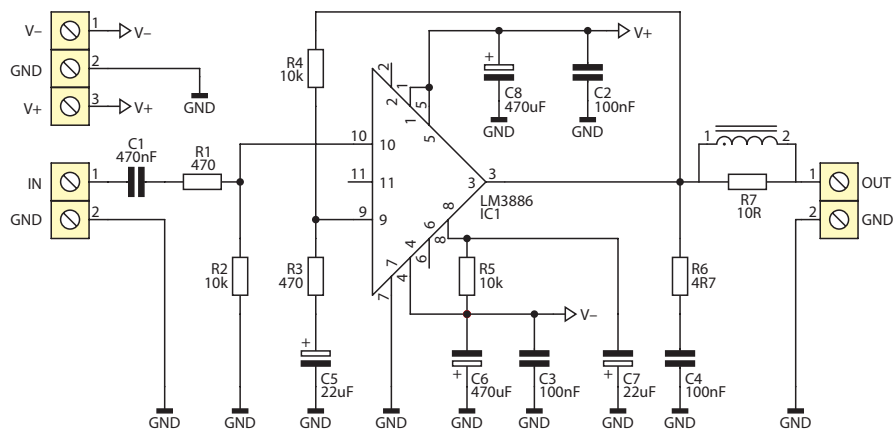 V– 1 V–
GND 2
V+ 3 V+
GND
IN 1
GND 2
C1
470nF
R1
470
R2
10k
GND
GND
R4
10k
R3
470
+
C5
22uF
GND
10 10
11 11
9 9
2 2
1 1
5 5
3 3
LM3886
IC1
8 8
6 6
4 4
7 7
GND
V+
+
C8
470uF
GND
C2
100nF
GND
R5
10k
V–
+
C6
470uF
GND
C3
100nF
GND
+
C7
22uF
GND
R6
4R7
C4
100nF
GND
1 2
R7
10R
1 OUT
2 GND
GND